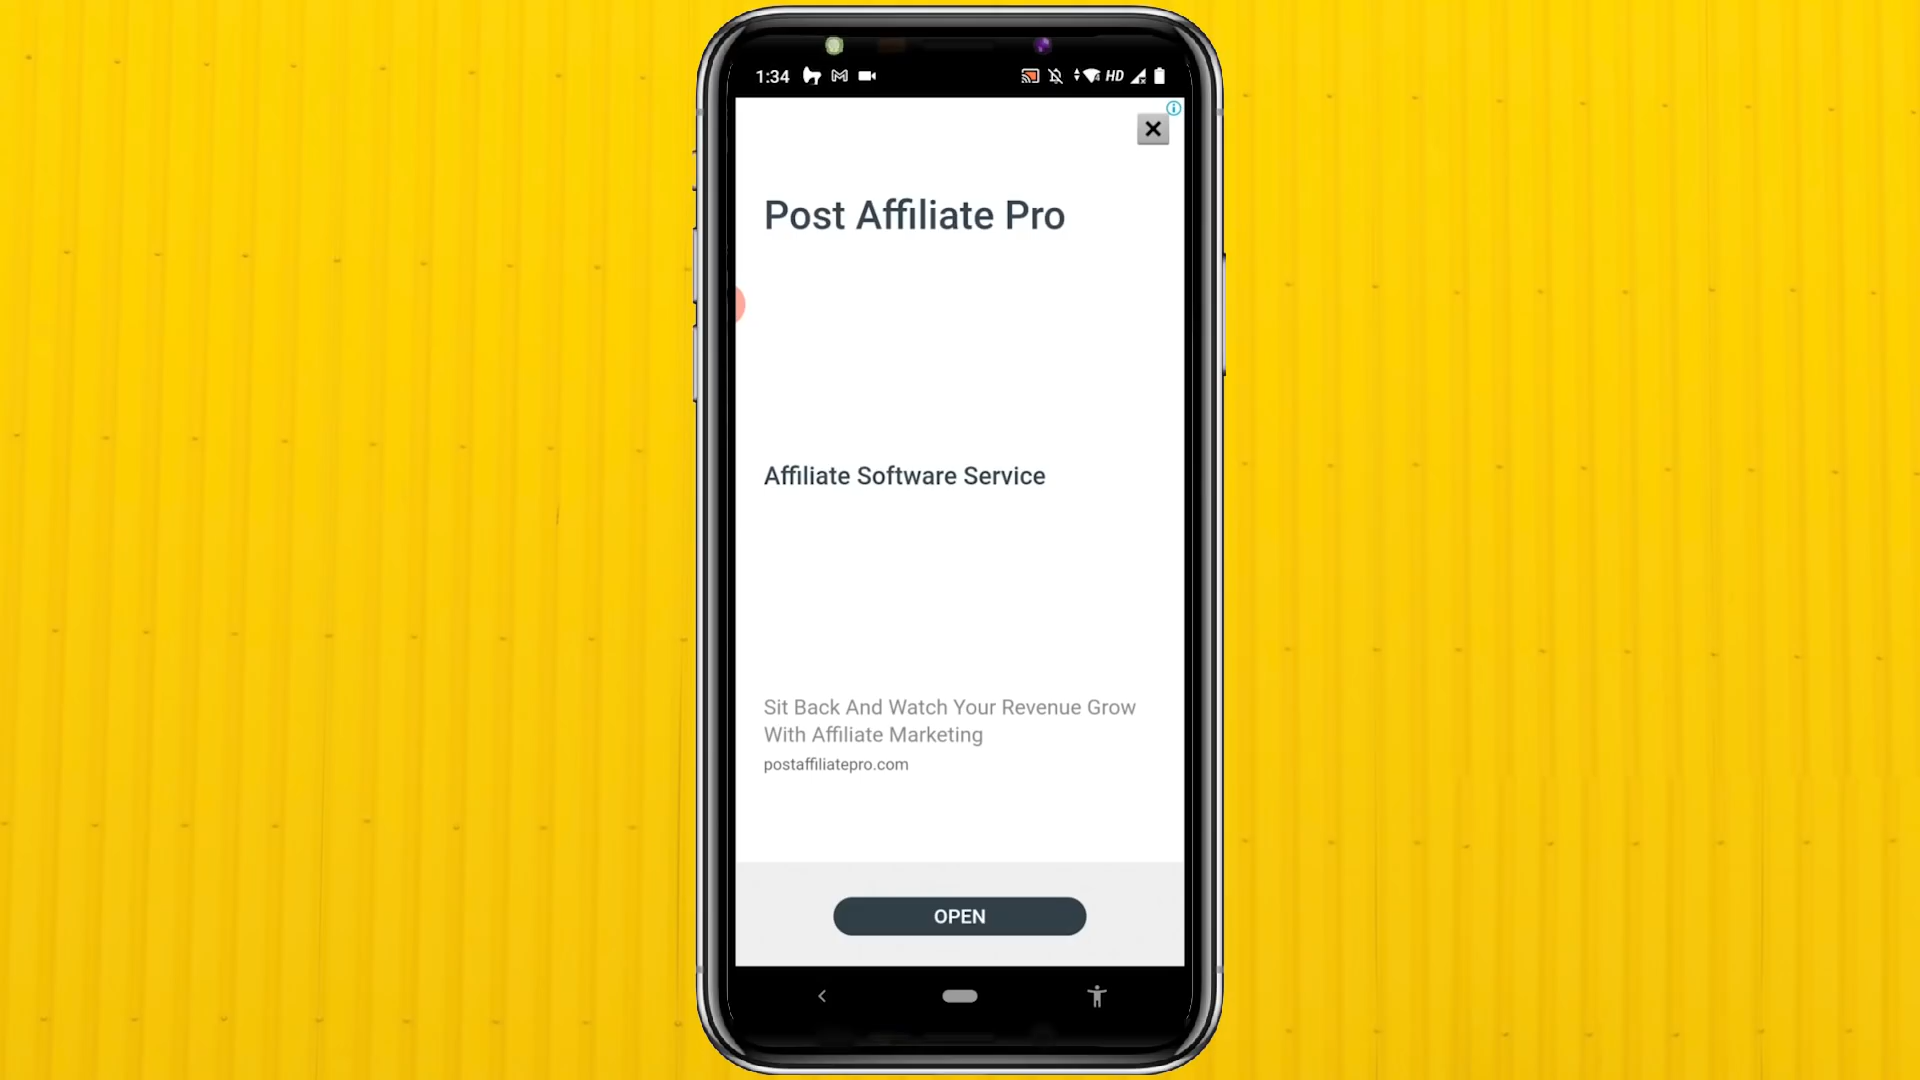 1:34
HD
Post Affiliate Pro
Affiliate Software Service
Sit Back And Watch Your Revenue Grow
With Affiliate Marketing
postaffiliatepro.com
OPEN